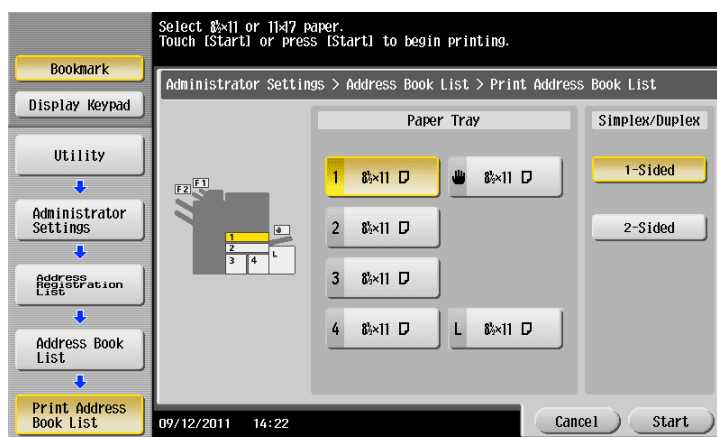 Select 8½×11 or 11×17 paper.
Touch [Start] or press [Start] to begin printing.
Bookmark
Display Keypad
Utility
Administrator
Settings
Address
Registration
List
Address Book
List
Print Address
Book List
Administrator Settings > Address Book List > Print Address Book List
Paper Tray
Simplex/Duplex
F2 F1
1
2
3 4 L
1 8½×11
8½×11
2 8½×11
3 8½×11
4 8½×11
L 8½×11
1-Sided
2-Sided
09/12/2011 14:22
Cancel
Start